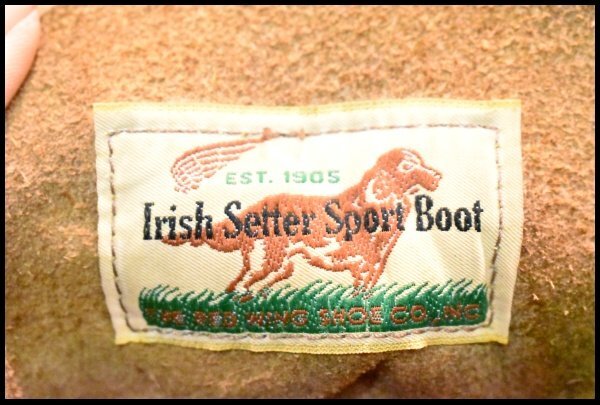 EST. 1905
Irish Setter Sport Boot
THE RED WING SHOE CO., INC.